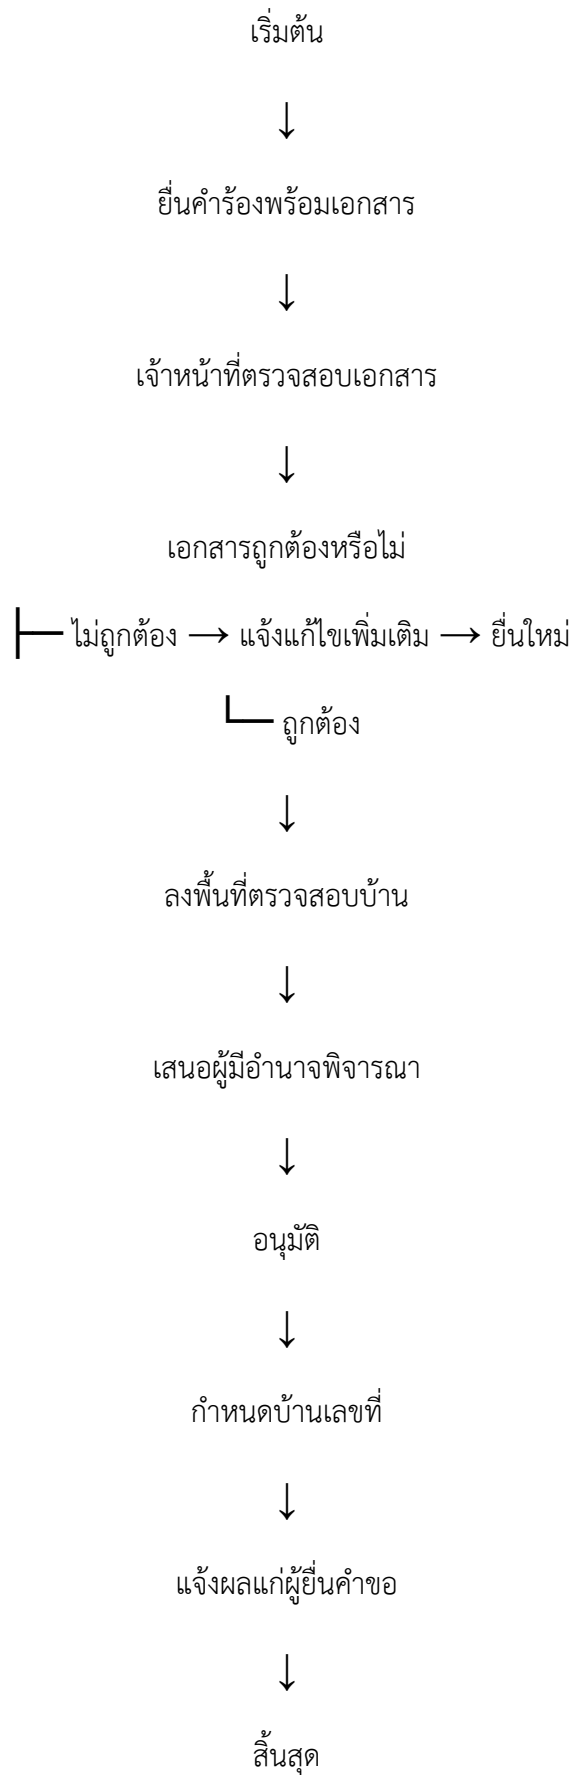 เริ่มต้น
↓
ยื่นคำร้องพร้อมเอกสาร
↓
เจ้าหน้าที่ตรวจสอบเอกสาร
↓
เอกสารถูกต้องหรือไม่
├── ไม่ถูกต้อง → แจ้งแก้ไขเพิ่มเติม → ยื่นใหม่
└── ถูกต้อง
↓
ลงพื้นที่ตรวจสอบบ้าน
↓
เสนอผู้มีอำนาจพิจารณา
↓
อนุมัติ
↓
กำหนดบ้านเลขที่
↓
แจ้งผลแก่ผู้ยื่นคำขอ
↓
สิ้นสุด